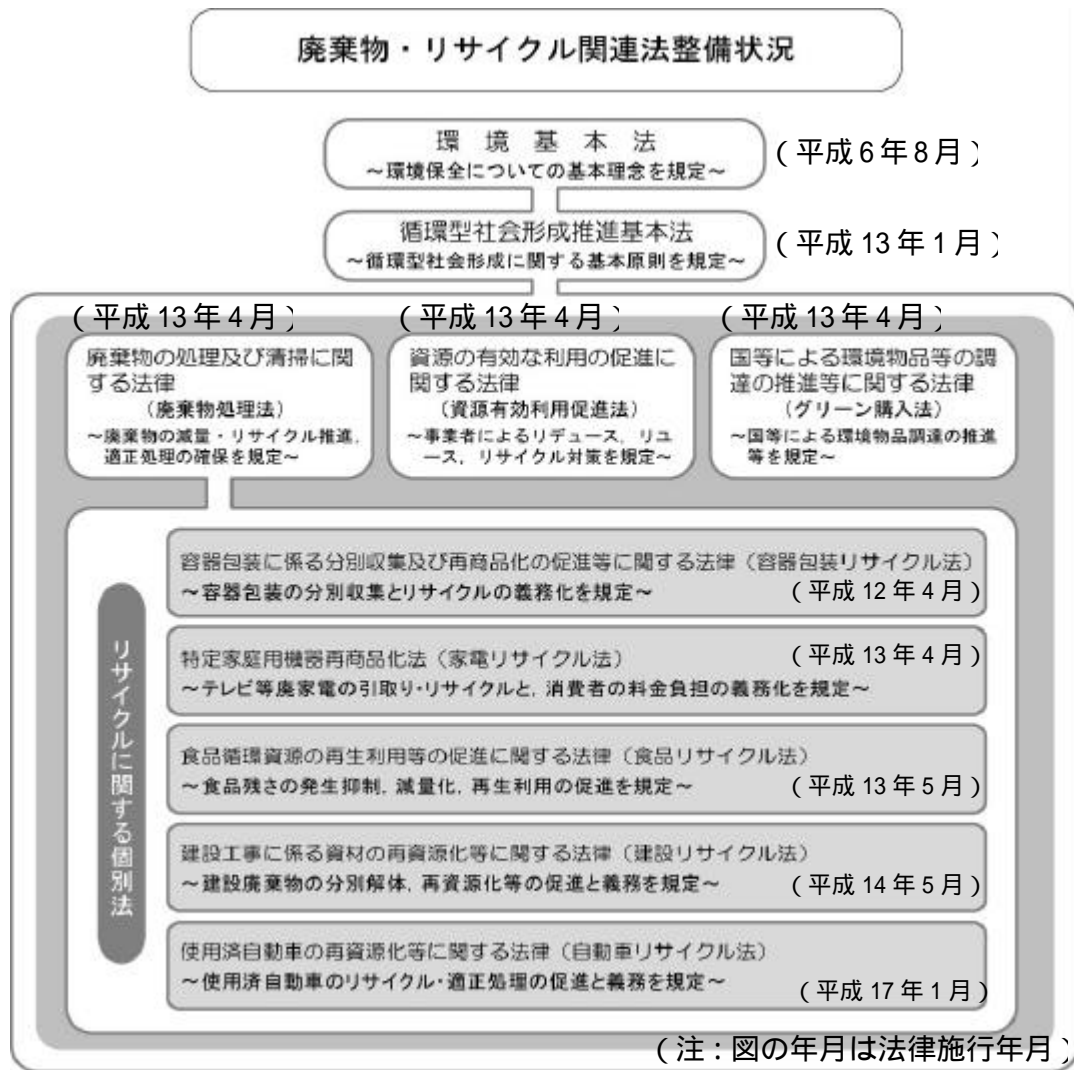 廃棄物・リサイクル関連法整備状況
環 境 基 本 法
～環境保全についての基本理念を規定～
（平成6年8月）
循環型社会形成推進基本法
～循環型社会形成に関する基本原則を規定～
（平成 13 年 1 月）
（平成 13 年 4 月）
廃棄物の処理及び清掃に関
する法律
（廃棄物処理法）
～廃棄物の減量・リサイクル推進，
適正処理の確保を規定～
（平成 13 年 4 月）
資源の有効な利用の促進に
関する法律
（資源有効利用促進法）
～事業者によるリデュース，リユ
ース，リサイクル対策を規定～
（平成 13 年 4 月）
国等による環境物品等の調
達の推進等に関する法律
（グリーン購入法）
～国等による環境物品調達の推進
等を規定～
リサイクルに関する個別法
容器包装に係る分別収集及び再商品化の促進等に関する法律（容器包装リサイクル法）
～容器包装の分別収集とリサイクルの義務化を規定～
（平成 12 年 4 月）
特定家庭用機器再商品化法（家電リサイクル法）
（平成 13 年 4 月）
～テレビ等廃家電の引取り・リサイクルと，消費者の料金負担の義務化を規定～
食品循環資源の再生利用等の促進に関する法律（食品リサイクル法）
～食品残さの発生抑制，減量化，再生利用の促進を規定～
（平成 13 年 5 月）
建設工事に係る資材の再資源化等に関する法律（建設リサイクル法）
～建設廃棄物の分別解体，再資源化等の促進と義務を規定～
（平成 14 年 5 月）
使用済自動車の再資源化等に関する法律（自動車リサイクル法）
～使用済自動車のリサイクル・適正処理の促進と義務を規定～
（平成 17 年 1 月）
（注：図の年月は法律施行年月）